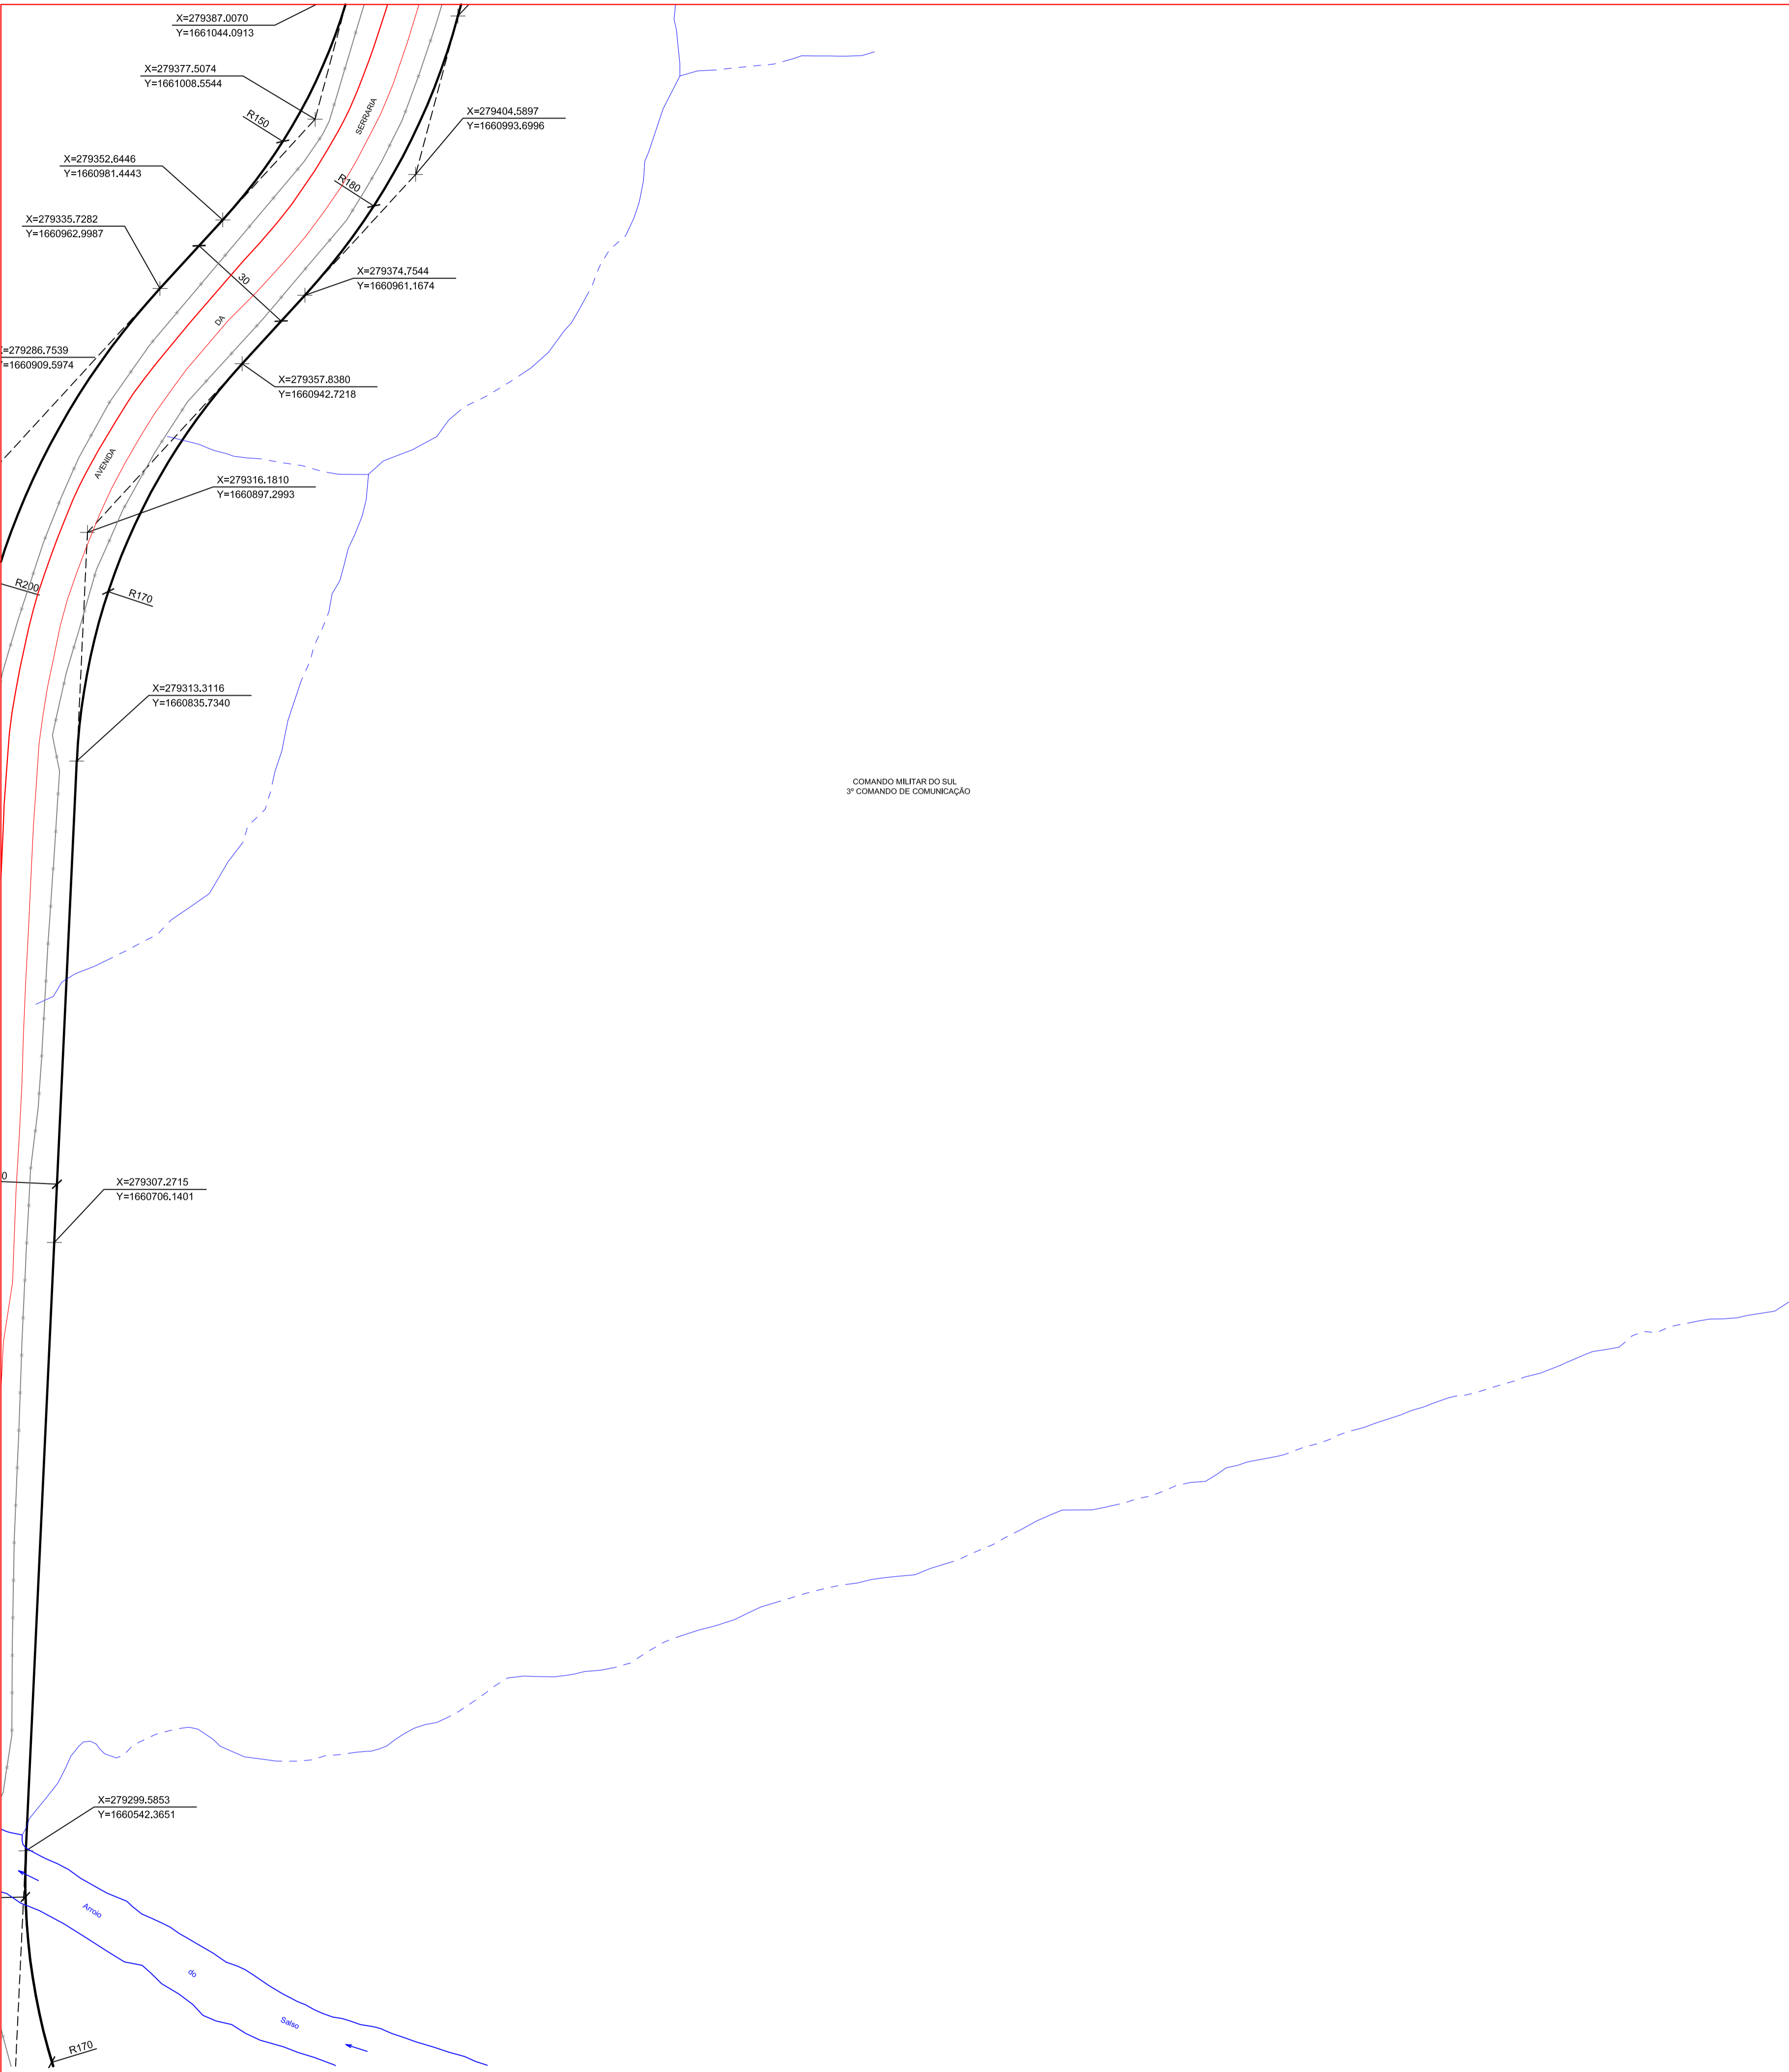 X=279387.0070
Y=1661044.0913
X=279377.5074
Y=1661008.5544
R150
SERRARIA
X=279404.5897
Y=1660993.6996
X=279352.6446
Y=1660981.4443
R180
X=279335.7282
Y=1660962.9987
30
X=279374.7544
Y=1660961.1674
DA
=279286.7539
=1660909.5974
X=279357.8380
Y=1660942.7218
AVENIDA
X=279316.1810
Y=1660897.2993
R200
R170
X=279313.3116
Y=1660835.7340
COMANDO MILITAR DO SUL
3º COMANDO DE COMUNICAÇÃO
0
X=279307.2715
Y=1660706.1401
X=279299.5853
Y=1660542.3651
Arroio
do
Salso
R170